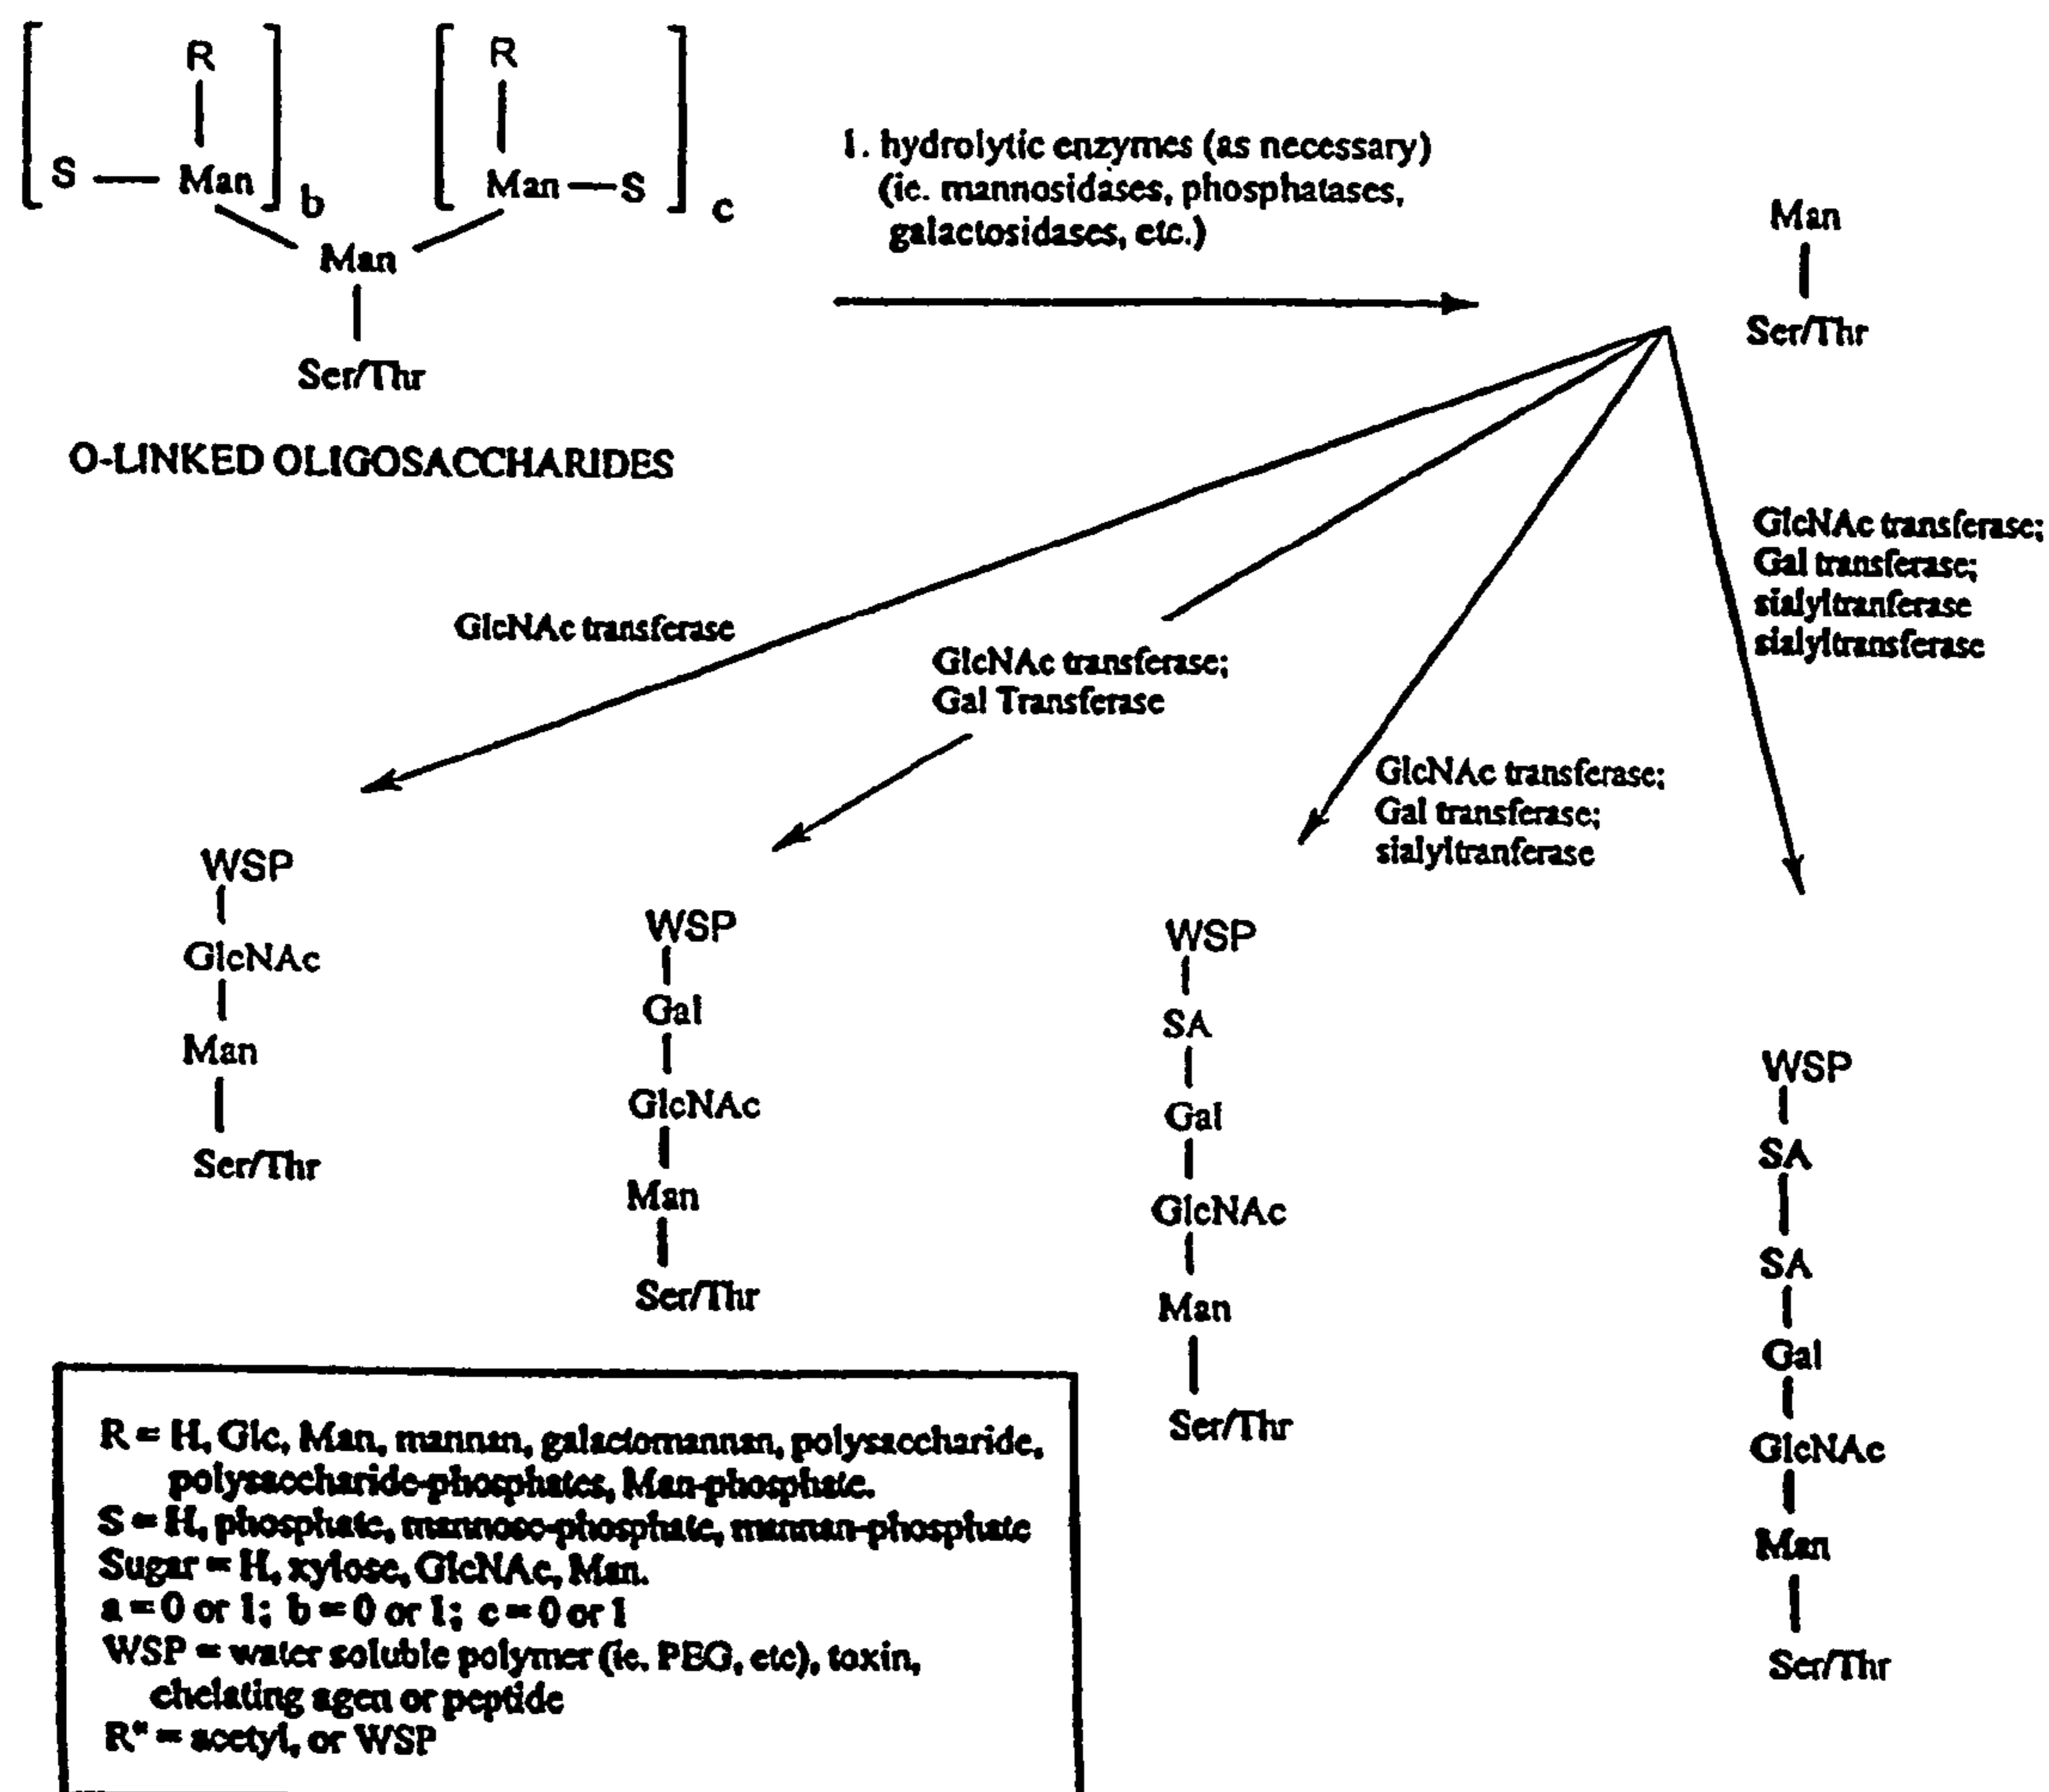 R
R
S
Man
b
Man
S
c
Man
Ser/Thr
O-LINKED OLIGOSACCHARIDES
1. hydrolytic enzymes (as necessary)
(ie. mannosidases, phosphatases,
galactosidases, etc.)
Man
Ser/Thr
GlcNAc transferase
GlcNAc transferase;
Gal Transferase
GlcNAc transferase;
Gal transferase;
sialyltranferase
GlcNAc transferase;
Gal transferase;
sialyltranferase
sialyltransferase
WSP
GlcNAc
Man
Ser/Thr
WSP
Gal
GlcNAc
Man
Ser/Thr
WSP
SA
Gal
GlcNAc
Man
Ser/Thr
WSP
SA
SA
Gal
GlcNAc
Man
Ser/Thr
R = H, Glc, Man, mannan, galactomannan, polysaccharide,
polysaccharide-phosphates, Man-phosphate.
S = H, phosphate, mannose-phosphate, mannan-phosphate
Sugar = H, xylose, GlcNAc, Man.
a = 0 or 1; b = 0 or 1; c = 0 or 1
WSP = water soluble polymer (ie. PEG, etc), toxin,
chelating agen or peptide
R* = acetyl, or WSP